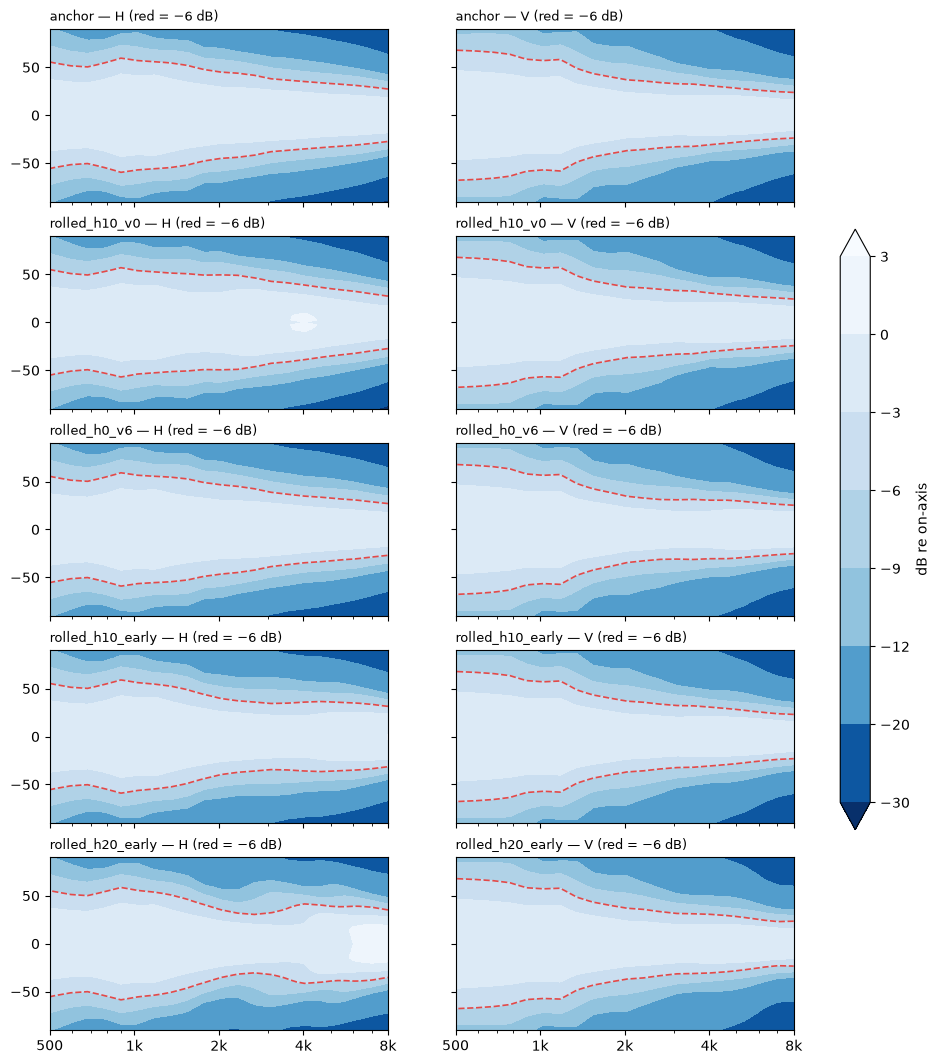 anchor — H (red = −6 dB)
anchor — V (red = −6 dB)
50
0
−50
rolled_h10_v0 — H (red = −6 dB)
rolled_h10_v0 — V (red = −6 dB)
50
0
−50
rolled_h0_v6 — H (red = −6 dB)
rolled_h0_v6 — V (red = −6 dB)
50
0
−50
rolled_h10_early — H (red = −6 dB)
rolled_h10_early — V (red = −6 dB)
50
0
−50
rolled_h20_early — H (red = −6 dB)
rolled_h20_early — V (red = −6 dB)
50
0
−50
500 1k 2k 4k 8k
500 1k 2k 4k 8k
3
0
−3
−6
−9
−12
−20
−30
dB re on-axis